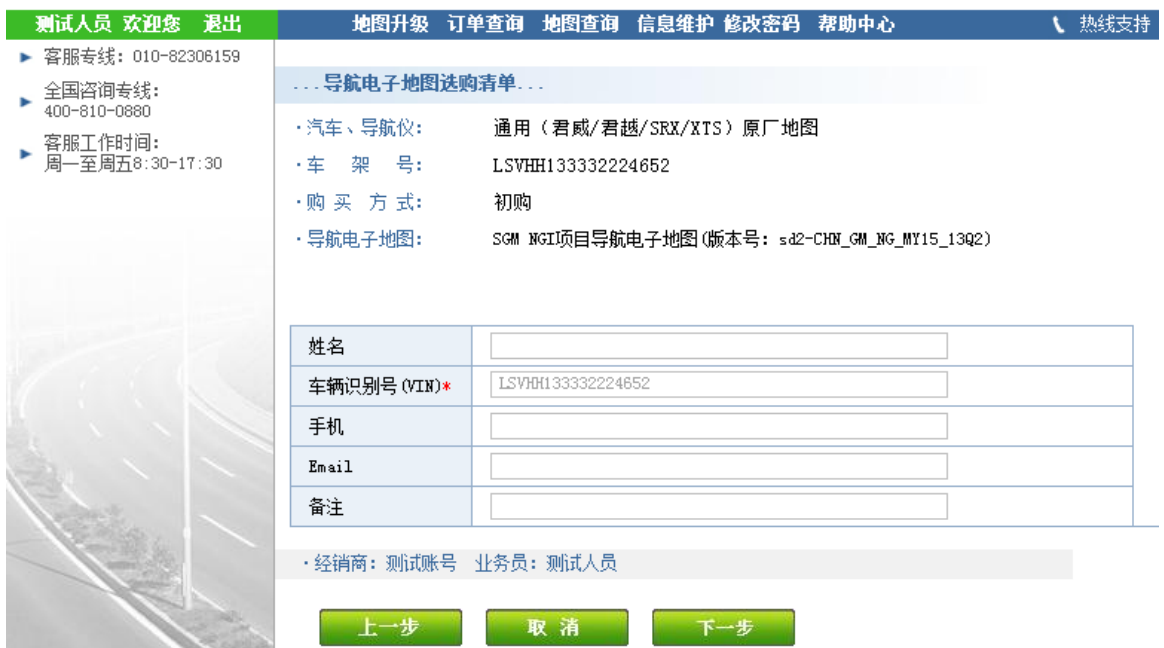 测试人员 欢迎您 退出
地图升级 订单查询 地图查询 信息维护 修改密码 帮助中心
热线支持
客服专线: 010-82306159
全国咨询专线:
400-810-0880
客服工作时间:
周一至周五8:30-17:30
...导航电子地图选购清单...
·汽车、导航仪: 通用（君威/君越/SRX/XTS）原厂地图
·车 架 号: LSVHH133332224652
·购 买 方 式: 初购
·导航电子地图: SGM NGI项目导航电子地图(版本号: sd2-CHN_GM_NG_MY15_13Q2)
姓名
车辆识别号(VIN)* LSVHH133332224652
手机
Email
备注
·经销商: 测试账号 业务员: 测试人员
上一步 取 消 下一步